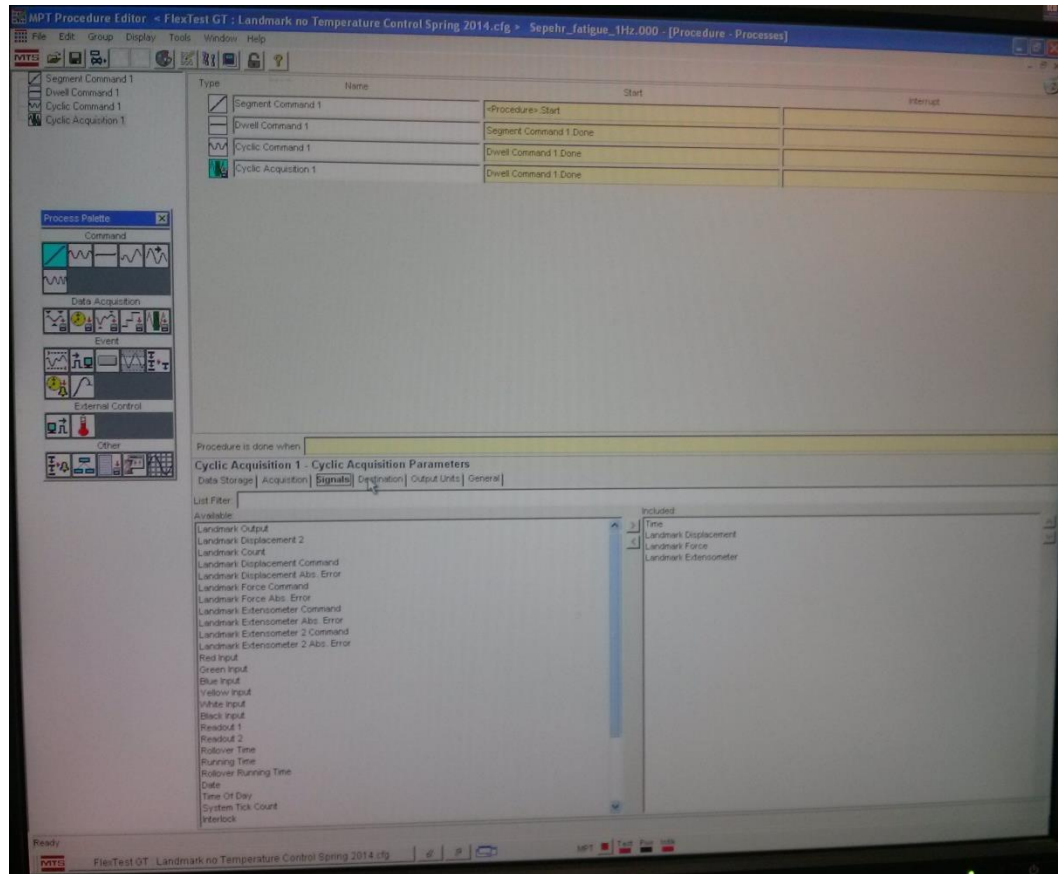 MPT Procedure Editor < FlexTest GT : Landmark no Temperature Control Spring 2014.cfg > Sepehr_fatigue_1Hz.000 - [Procedure - Processes]
File Edit Group Display Tools Window Help
MTS
Segment Command 1
Dwell Command 1
Cyclic Command 1
Cyclic Acquisition 1
Type Name Start Interrupt
Segment Command 1 <Procedure>.Start
Dwell Command 1 Segment Command 1.Done
Cyclic Command 1 Dwell Command 1.Done
Cyclic Acquisition 1 Dwell Command 1.Done
Process Palette
Command
Data Acquisition
Event
External Control
Other
Procedure is done when
Cyclic Acquisition 1 - Cyclic Acquisition Parameters
Data Storage Acquisition Signals Destination Output Units General
List Filter
Available
Landmark Output
Landmark Displacement 2
Landmark Count
Landmark Displacement Command
Landmark Displacement Abs. Error
Landmark Force Command
Landmark Force Abs. Error
Landmark Extensometer Command
Landmark Extensometer Abs. Error
Landmark Extensometer 2 Command
Landmark Extensometer 2 Abs. Error
Red Input
Green Input
Blue Input
Yellow Input
White Input
Black Input
Readout 1
Readout 2
Rollover Time
Running Time
Rollover Running Time
Date
Time Of Day
System Tick Count
Interlock
Included
Time
Landmark Displacement
Landmark Force
Landmark Extensometer
Ready
MTS FlexTest GT Landmark no Temperature Control Spring 2014.cfg MPT